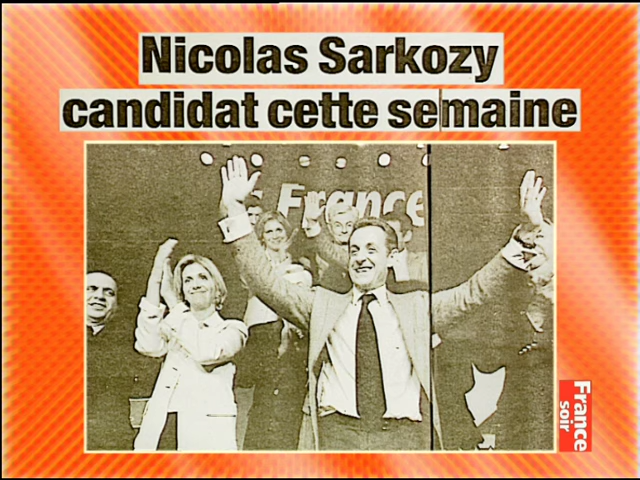 Nicolas Sarkozy
candidat cette semaine
France
France
soir